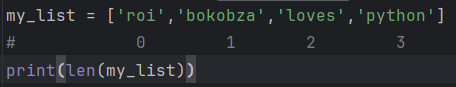 my_list = ['roi','bokobza','loves','python']
#            0         1        2        3
print(len(my_list))